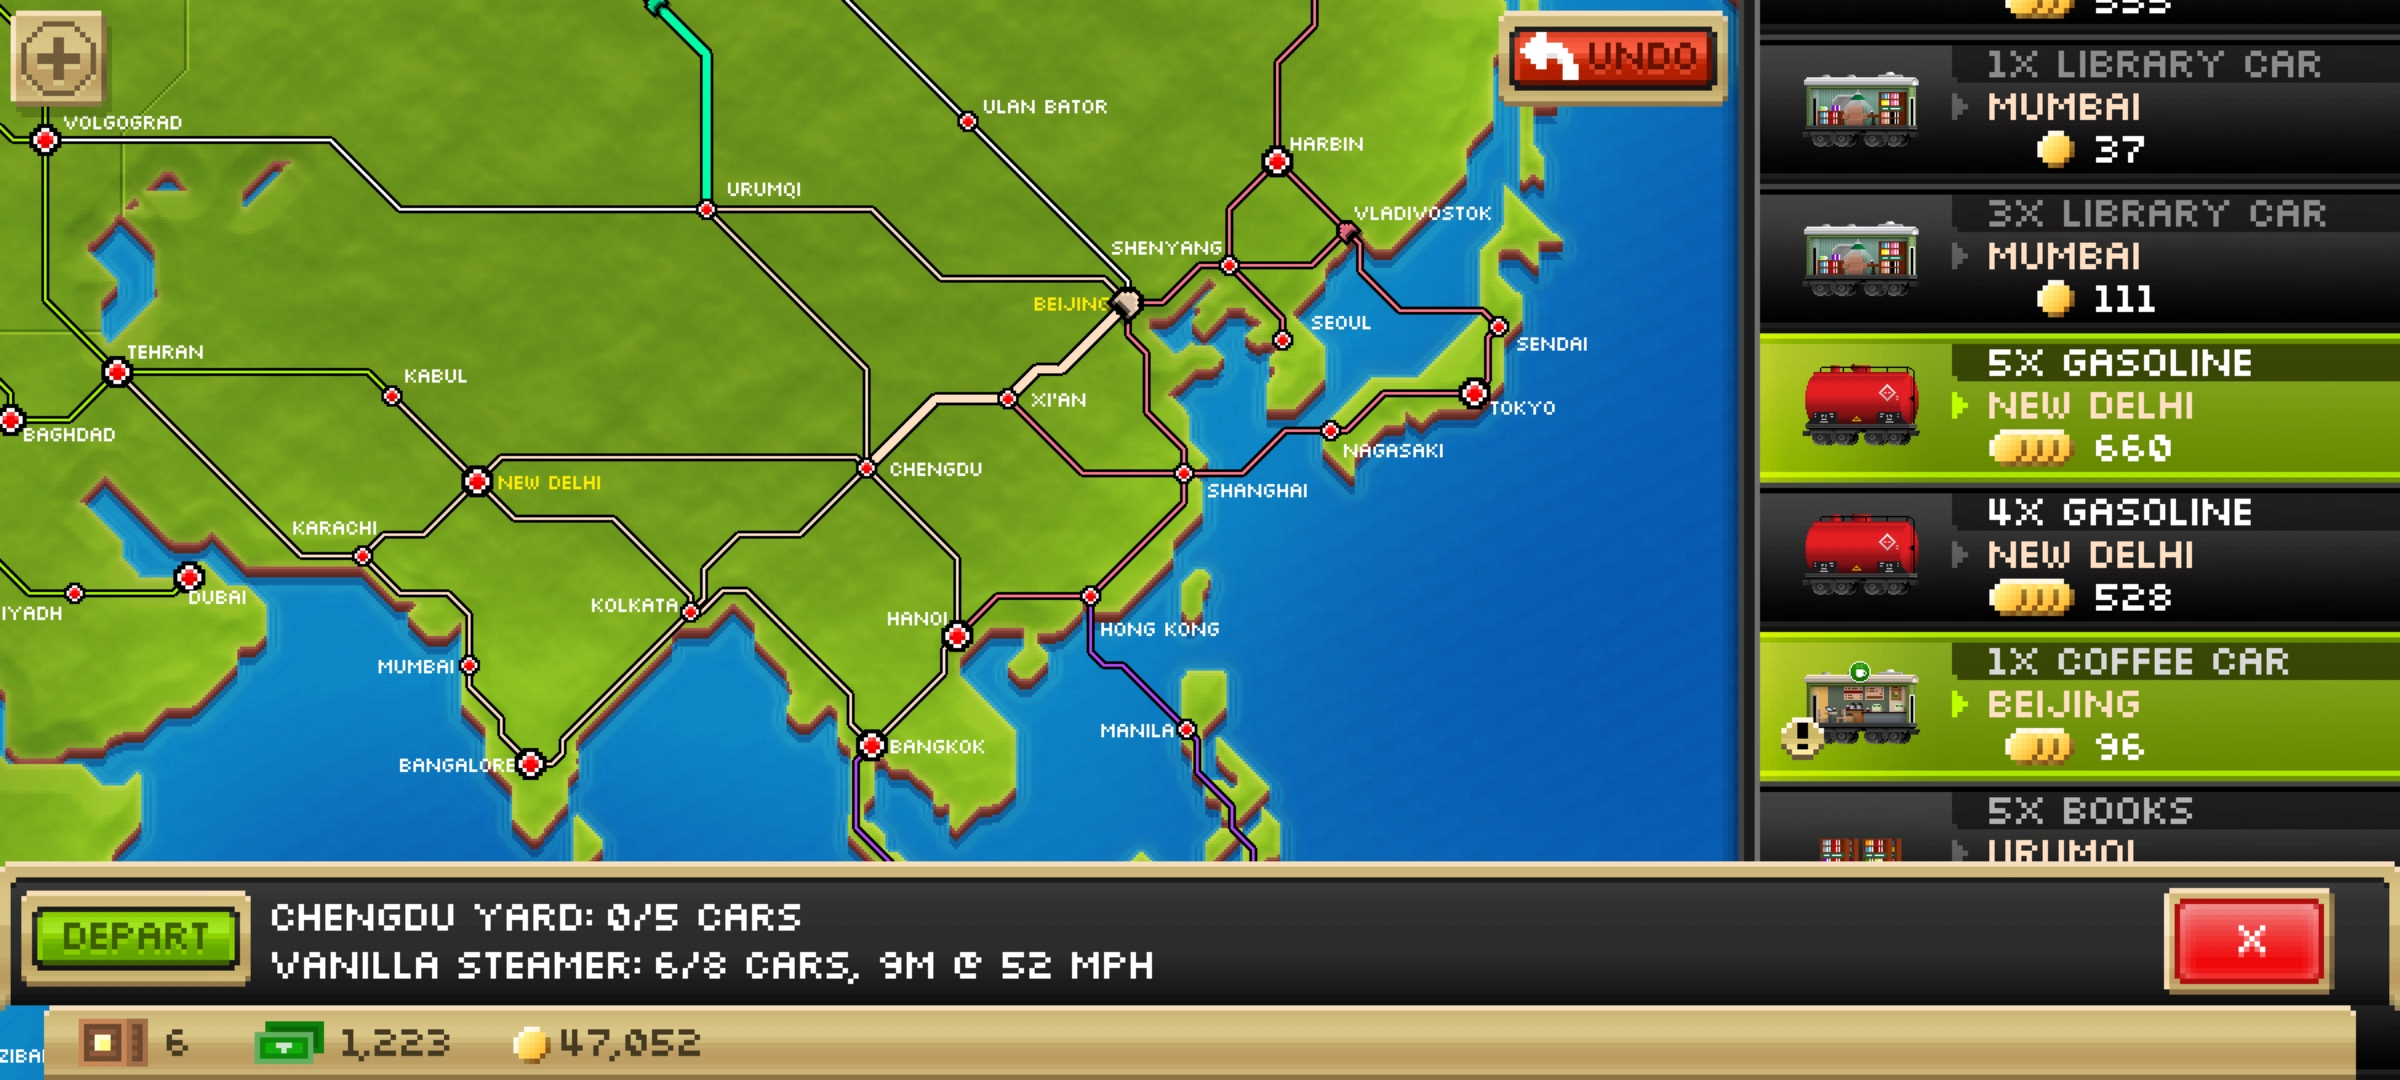 VOLGOGRAD
ULAN BATOR
UNDO
HARBIN
URUMQI
VLADIVOSTOK
SHENYANG
BEIJING
SEOUL
SENDAI
TEHRAN
KABUL
XI'AN
TOKYO
BAGHDAD
NAGASAKI
CHENGDU
NEW DELHI
SHANGHAI
KARACHI
DUBAI
IYADH
KOLKATA
HANOI
HONG KONG
MUMBAI
MANILA
BANGKOK
BANGALORE
1X LIBRARY CAR
MUMBAI
37
3X LIBRARY CAR
MUMBAI
111
5X GASOLINE
NEW DELHI
660
4X GASOLINE
NEW DELHI
528
1X COFFEE CAR
BEIJING
96
5X BOOKS
URUMQI
DEPART
CHENGDU YARD: 0/5 CARS
VANILLA STEAMER: 6/8 CARS, 9M @ 52 MPH
X
6
1,223
47,052
ZIBA